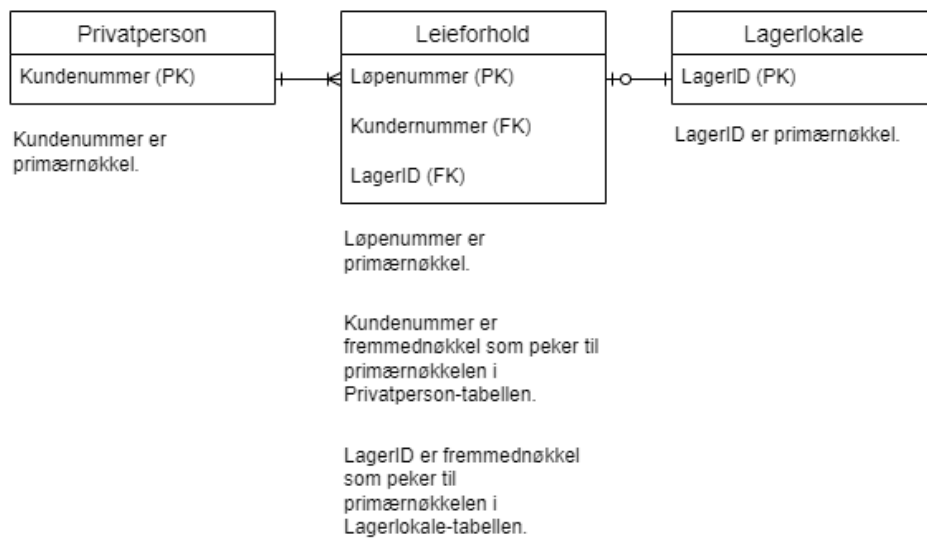 Privatperson
Kundenummer (PK)
Kundenummer er
primærnøkkel.
Leieforhold
Løpenummer (PK)
Kundernummer (FK)
LagerID (FK)
Løpenummer er
primærnøkkel.
Kundenummer er
fremmednøkkel som peker til
primærnøkkelen i
Privatperson-tabellen.
LagerID er fremmednøkkel
som peker til
primærnøkkelen i
Lagerlokale-tabellen.
Lagerlokale
LagerID (PK)
LagerID er primærnøkkel.